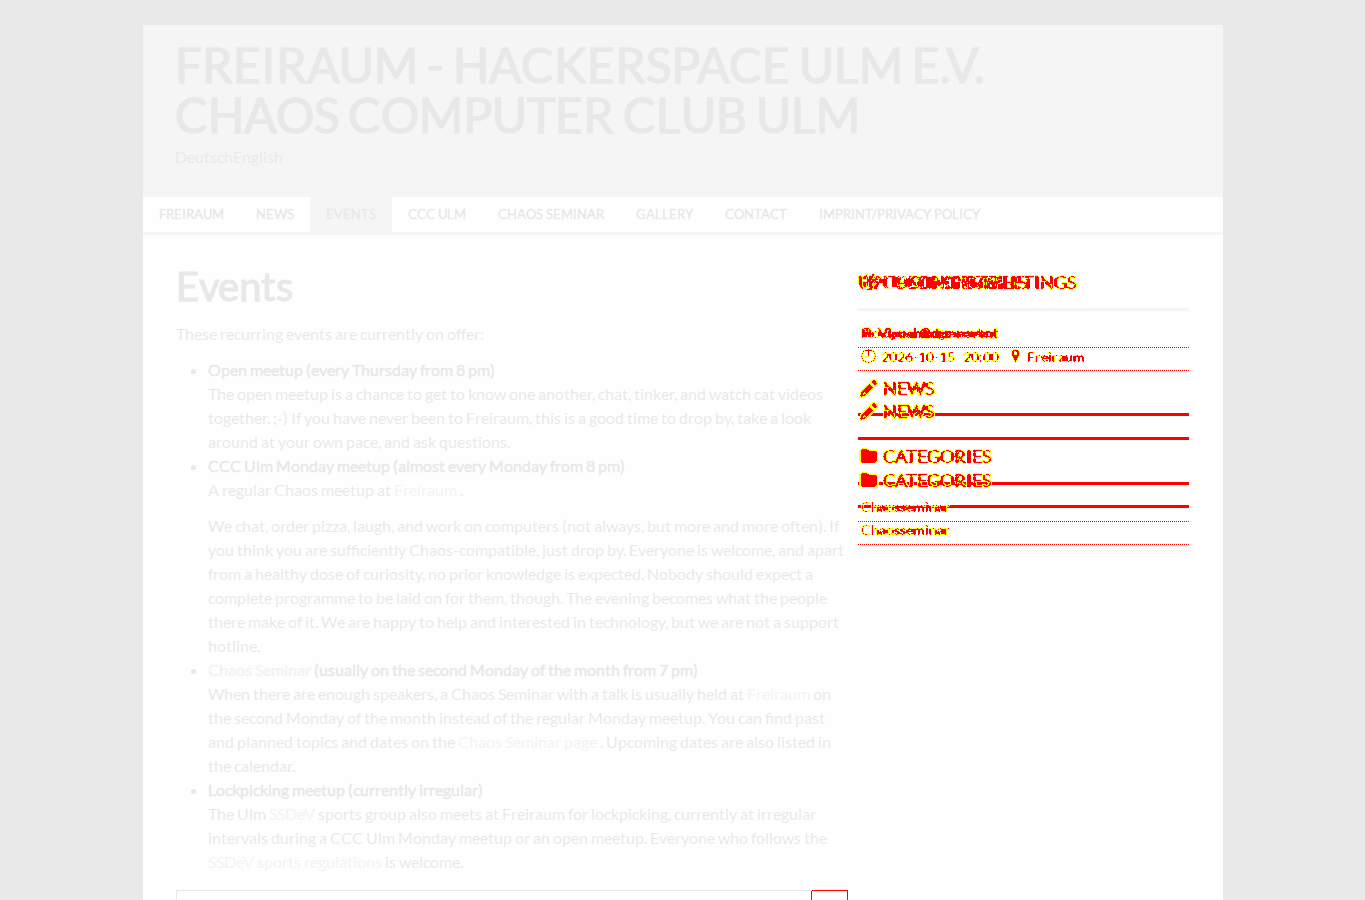 FREIRAUM - HACKERSPACE ULM E.V.
CHAOS COMPUTER CLUB ULM
DeutschEnglish
FREIRAUM NEWS EVENTS CCC ULM CHAOS SEMINAR GALLERY CONTACT IMPRINT/PRIVACY POLICY
Events
These recurring events are currently on offer:
Open meetup (every Thursday from 8 pm)
The open meetup is a chance to get to know one another, chat, tinker, and watch cat videos
together. ;-) If you have never been to Freiraum, this is a good time to drop by, take a look
around at your own pace, and ask questions.
CCC Ulm Monday meetup (almost every Monday from 8 pm)
A regular Chaos meetup at Freiraum.
We chat, order pizza, laugh, and work on computers (not always, but more and more often). If
you think you are sufficiently Chaos-compatible, just drop by. Everyone is welcome, and apart
from a healthy dose of curiosity, no prior knowledge is expected. Nobody should expect a
complete programme to be laid on for them, though. The evening becomes what the people
there make of it. We are happy to help and interested in technology, but we are not a support
hotline.
Chaos Seminar (usually on the second Monday of the month from 7 pm)
When there are enough speakers, a Chaos Seminar with a talk is usually held at Freiraum on
the second Monday of the month instead of the regular Monday meetup. You can find past
and planned topics and dates on the Chaos Seminar page . Upcoming dates are also listed in
the calendar.
Lockpicking meetup (currently irregular)
The Ulm SSDeV sports group also meets at Freiraum for lockpicking, currently at irregular
intervals during a CCC Ulm Monday meetup or an open meetup. Everyone who follows the
SSDeV sports regulations is welcome.
2026-10-15 20:00 Freiraum
NEWS
NEWS
CATEGORIES
CATEGORIES
Chaosseminar
Chaosseminar